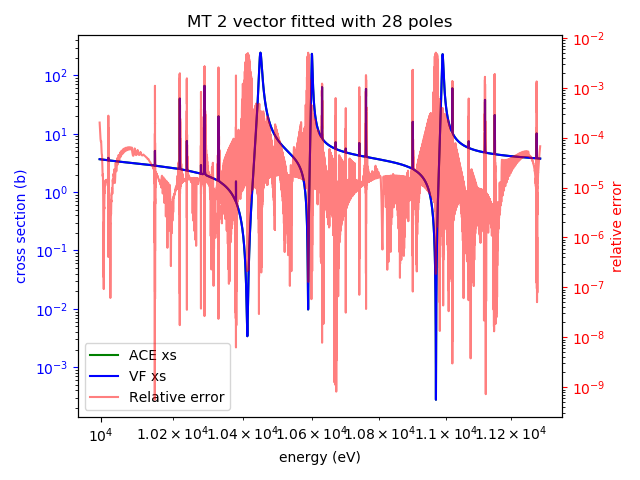 MT 2 vector fitted with 28 poles
cross section (b)
10²
10¹
10⁰
10⁻¹
10⁻²
10⁻³
10⁻²
10⁻³
10⁻⁴
10⁻⁵
10⁻⁶
10⁻⁷
10⁻⁸
10⁻⁹
relative error
ACE xs
VF xs
Relative error
10⁴ 1.02 × 10⁴ 1.04 × 10⁴ 1.06 × 10⁴ 1.08 × 10⁴ 1.1 × 10⁴ 1.12 × 10⁴
energy (eV)